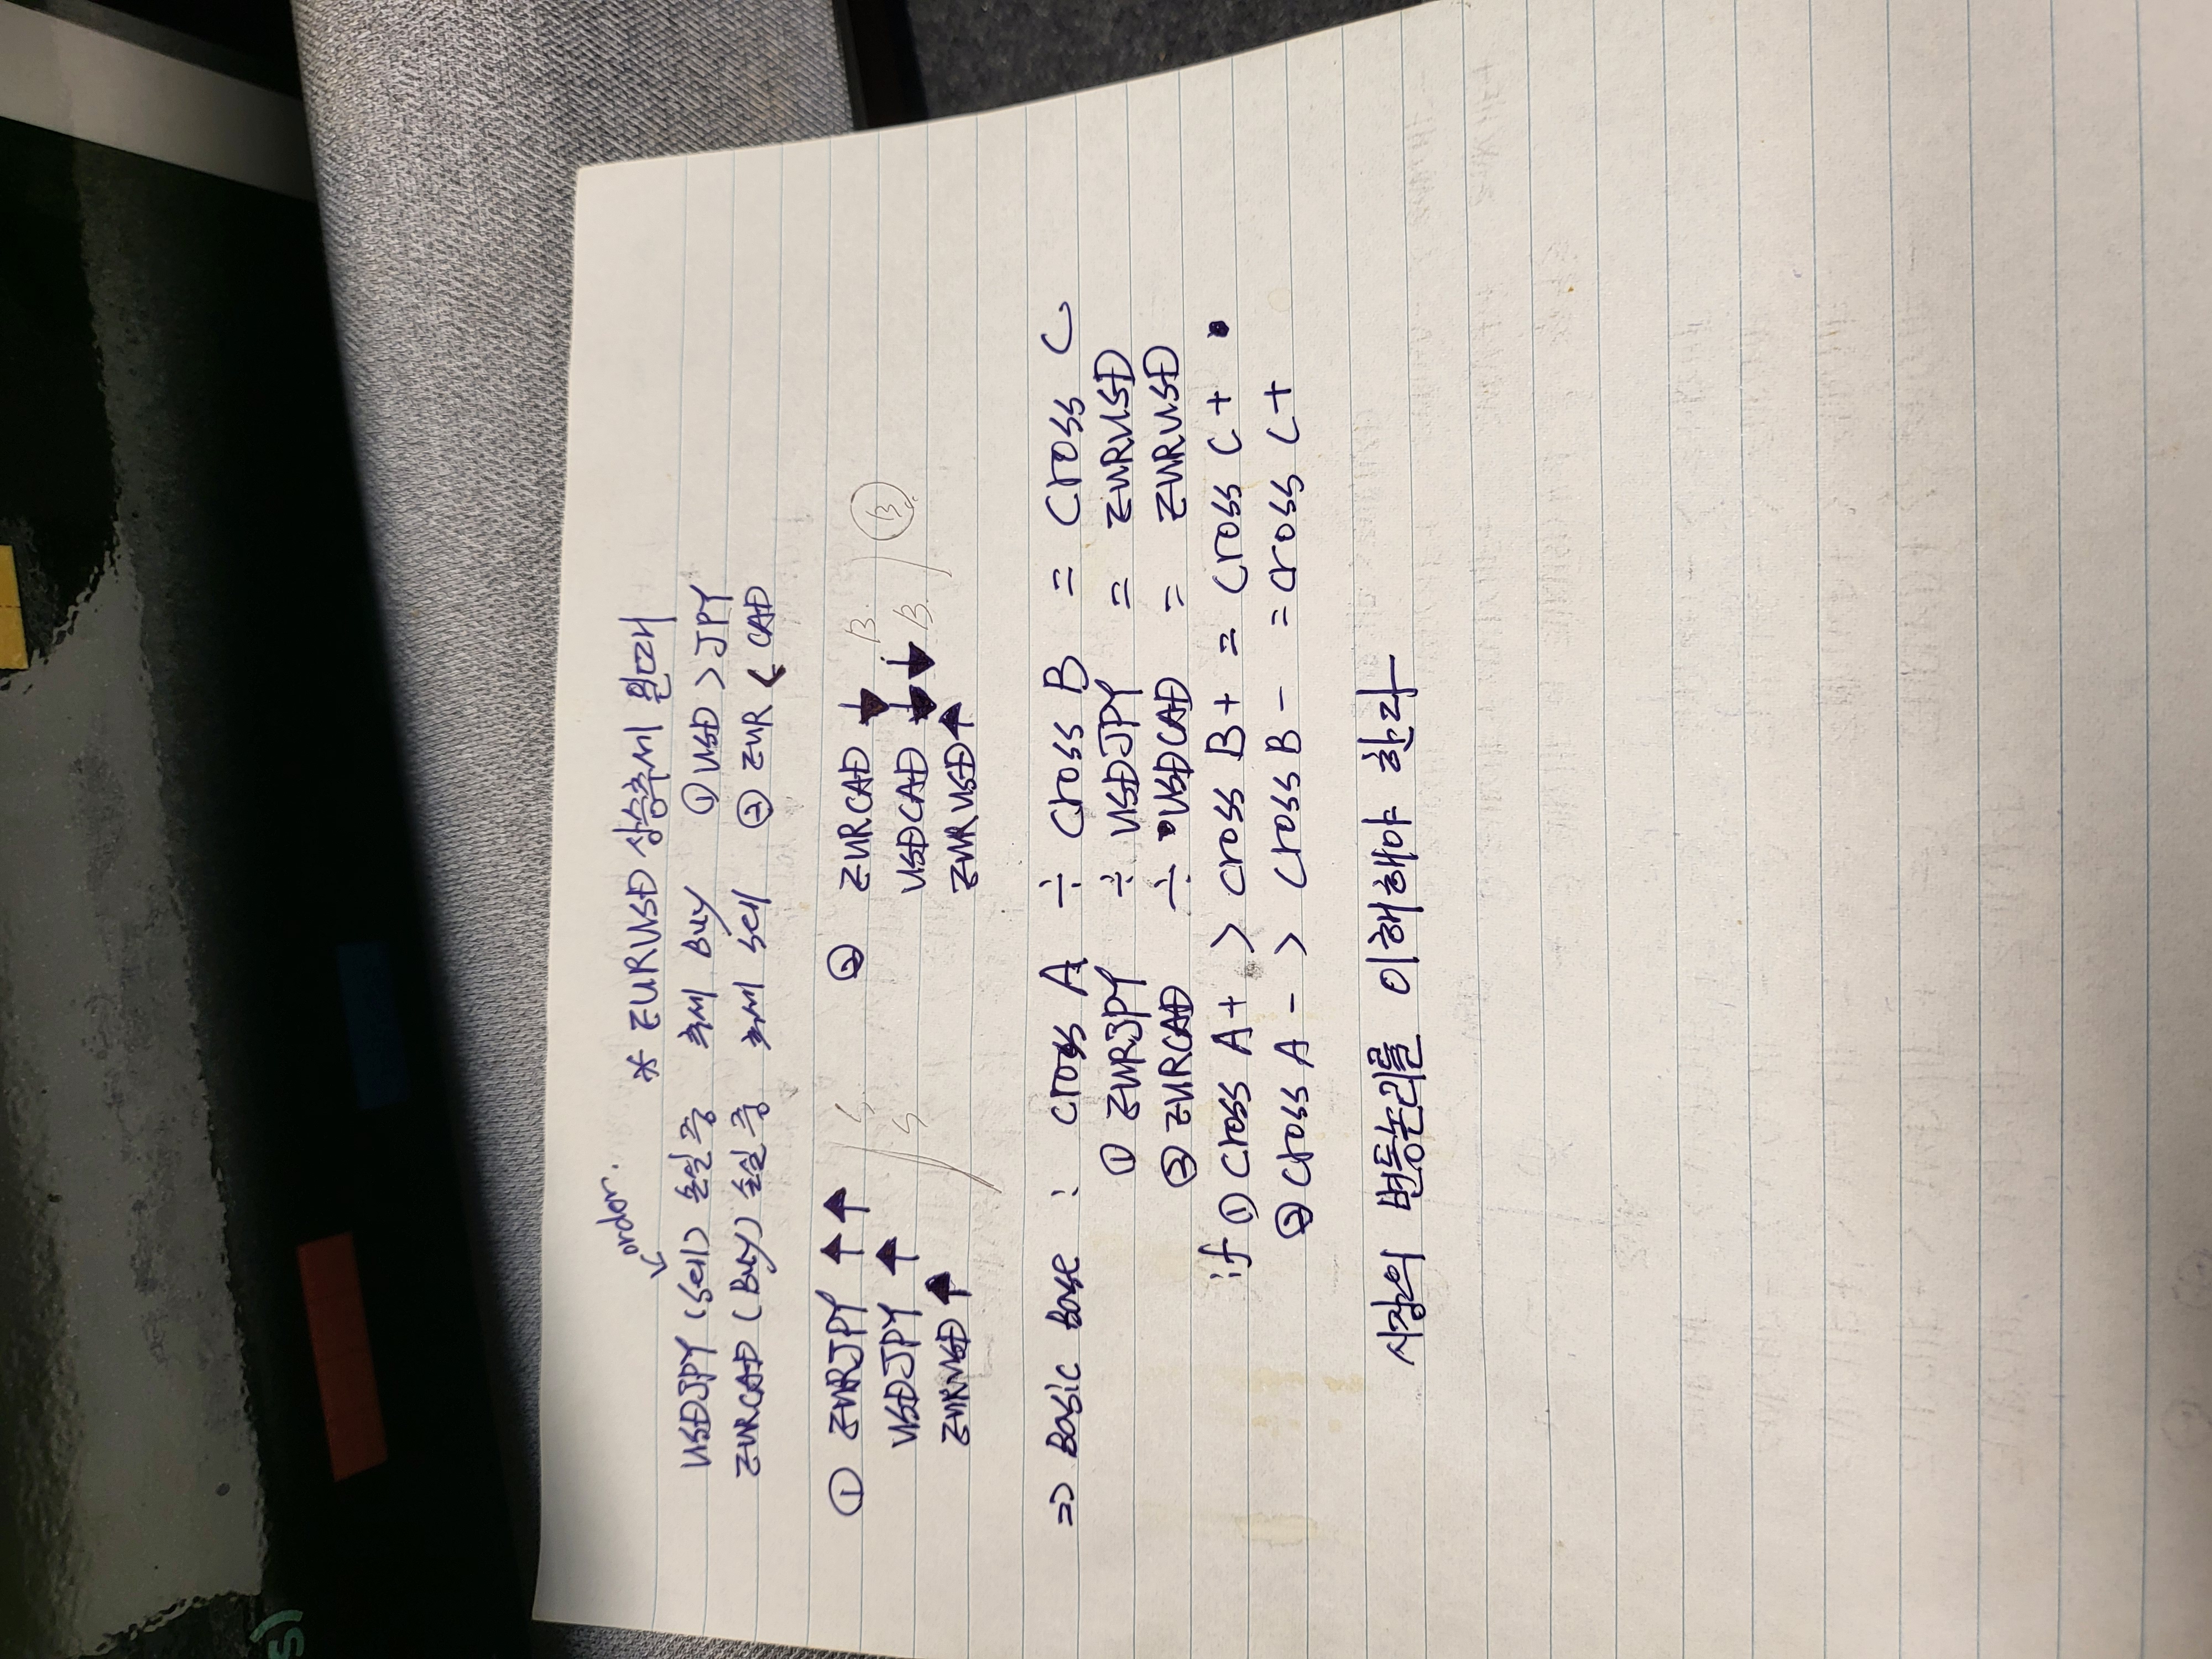 s)
order.
* EURUSD 상승추세 일때
USDJPY (Sell) 손실 중 추세 Buy ① USD > JPY
EURCAD (Buy) 손실 중 추세 Sell ② EUR < CAD
① EURJPY ↑↑ S. ② EURCAD ↓ B. Ⓑ
USDJPY ↑ S USDCAD ↓↓ B.
EURUSD ↑ EURUSD ↑
=> Basic Base : cross A ÷ cross B = cross C
① EURJPY ÷ USDJPY = EURUSD
② EURCAD ÷ USDCAD = EURUSD
if ① cross A+ > cross B+ = cross C+
② cross A - > cross B - = cross C+
시장의 변동논리를 이해해야 한다